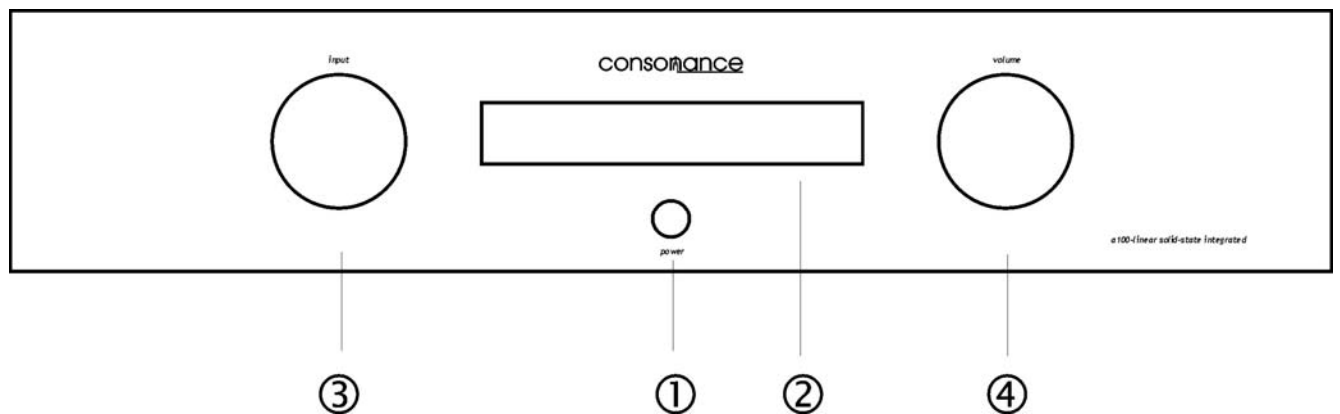 input
consonance
volume
power
a100-linear solid-state integrated
③ ① ② ④